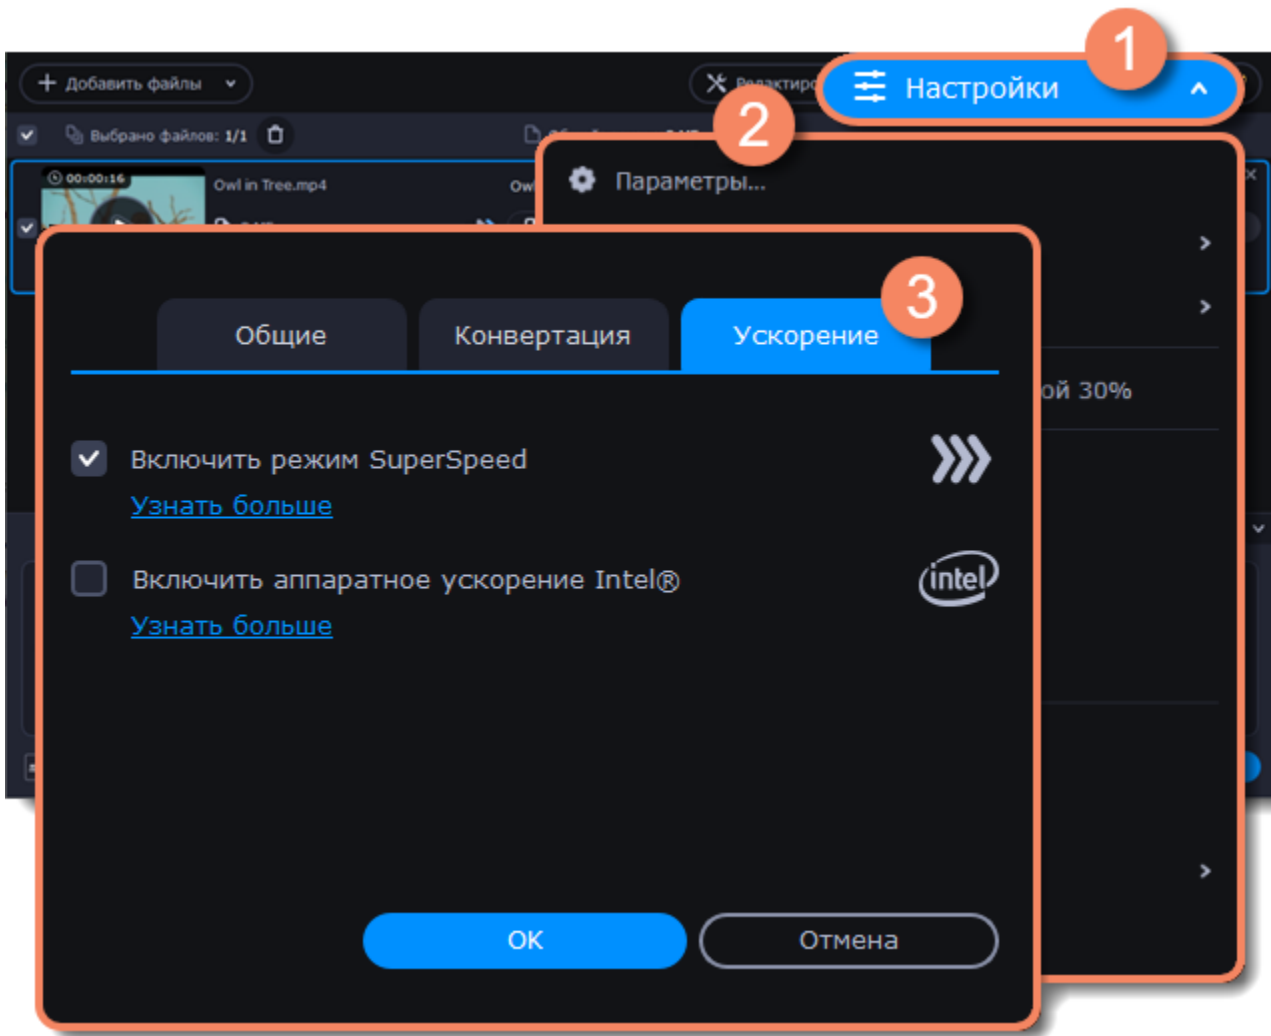 1
Добавить файлы
Настройки
2
Выбрано файлов: 1/1
00:00:16
Owl in Tree.mp4
Параметры...
3
Общие
Конвертация
Ускорение
30%
Включить режим SuperSpeed
Узнать больше
Включить аппаратное ускорение Intel®
intel
Узнать больше
OK
Отмена